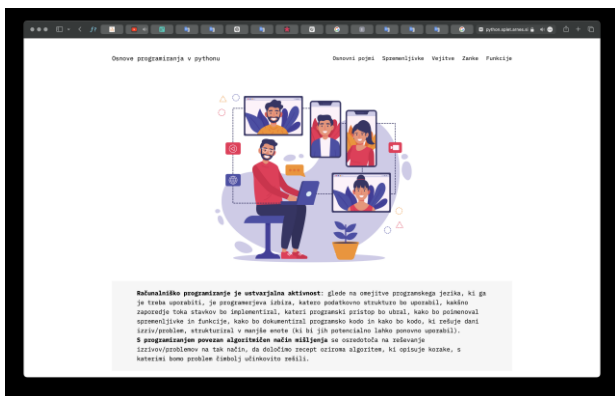 python.splet.arnes.si
Osnove programiranja v pythonu
Osnovni pojmi Spremenljivke Vejitve Zanke Funkcije
Računalniško programiranje je ustvarjalna aktivnost: glede na omejitve programskega jezika, ki ga
je treba uporabiti, je programerjeva izbira, katero podatkovno strukturo bo uporabil, kakšno
zaporedje toka stavkov bo implementiral, kateri programski pristop bo ubral, kako bo poimenoval
spremenljivke in funkcije, kako bo dokumentiral programsko kodo in kako bo kodo, ki rešuje dani
izziv/problem, strukturiral v manjše enote (ki bi jih potencialno lahko ponovno uporabil).
S programiranjem povezan algoritmičen način mišljenja se osredotoča na reševanje
izzivov/problemov na tak način, da določimo recept oziroma algoritem, ki opisuje korake, s
katerimi bomo problem čimbolj učinkovito rešili.